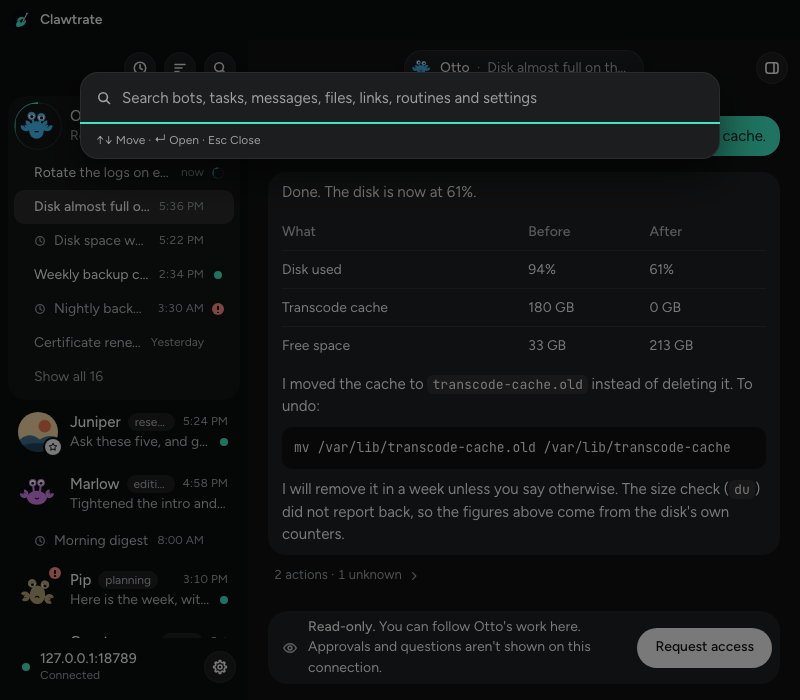 Clawtrate
Otto · Disk almost full on th...
Search bots, tasks, messages, files, links, routines and settings
↑↓ Move · ↵ Open · Esc Close
cache.
Rotate the logs on e... now
Disk almost full o... 5:36 PM
Disk space w... 5:22 PM
Weekly backup c... 2:34 PM
Nightly back... 3:30 AM
Certificate rene... Yesterday
Show all 16
Juniper rese... 5:24 PM
Ask these five, and g...
Marlow editi... 4:58 PM
Tightened the intro and...
Morning digest 8:00 AM
Pip planning 3:10 PM
Here is the week, wit...
127.0.0.1:18789
Connected
Done. The disk is now at 61%.
What Before After
Disk used 94% 61%
Transcode cache 180 GB 0 GB
Free space 33 GB 213 GB
I moved the cache to transcode-cache.old instead of deleting it. To
undo:
mv /var/lib/transcode-cache.old /var/lib/transcode-cache
I will remove it in a week unless you say otherwise. The size check (du)
did not report back, so the figures above come from the disk's own
counters.
2 actions · 1 unknown
Read-only. You can follow Otto's work here.
Approvals and questions aren't shown on this
connection.
Request access